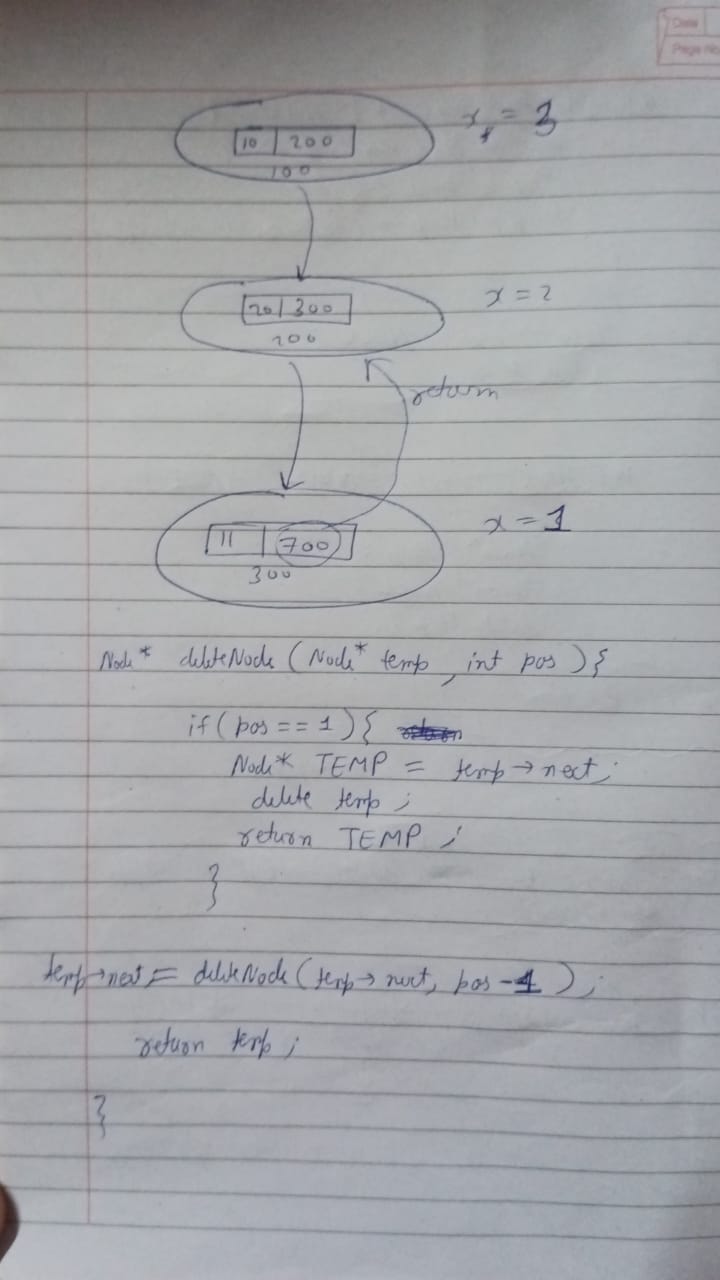 Date
Page No
10 | 200
x = 3
100
20 | 300
x = 2
200
return
11 | 700
x = 1
300
Node* deleteNode (Node* temp, int pos) {
if (pos == 1) {
Node* TEMP = temp → next;
delete temp;
return TEMP;
}
temp → next = deleteNode (temp → next, pos - 1);
return temp;
}